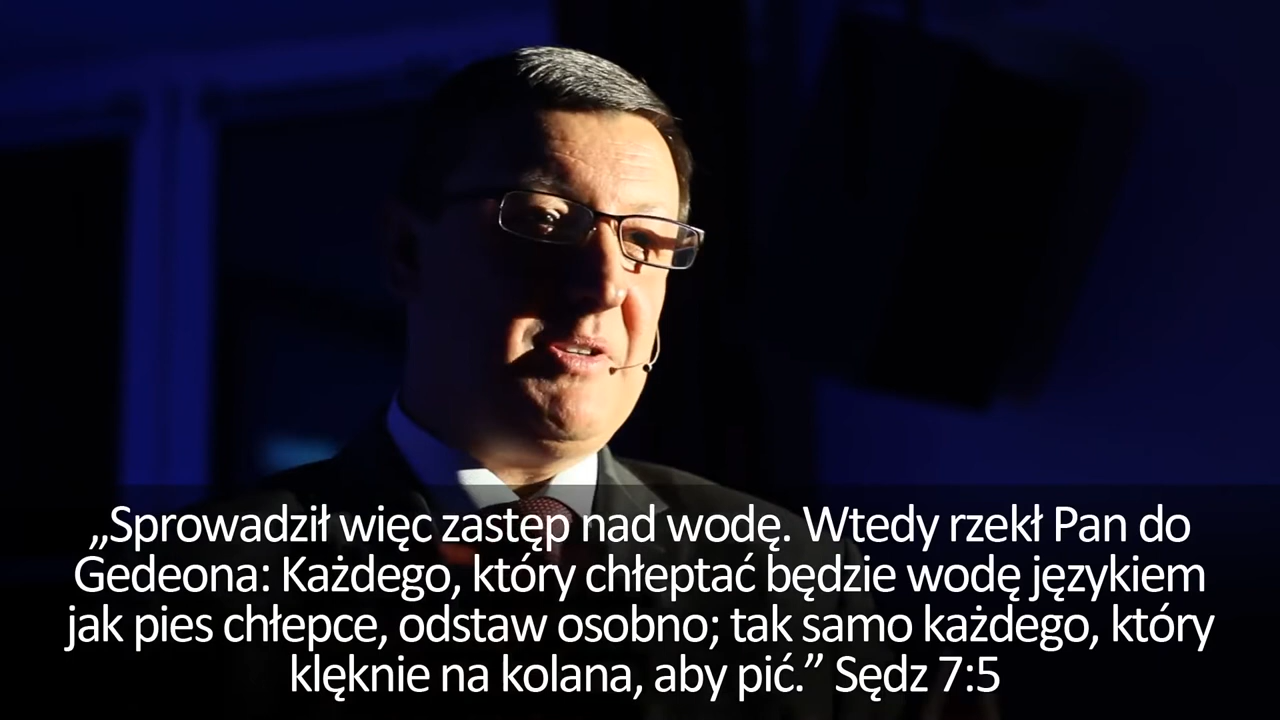 „Sprowadził więc zastęp nad wodę. Wtedy rzekł Pan do
Gedeona: Każdego, który chłeptać będzie wodę językiem
jak pies chłepce, odstaw osobno; tak samo każdego, który
klęknie na kolana, aby pić.” Sędz 7:5